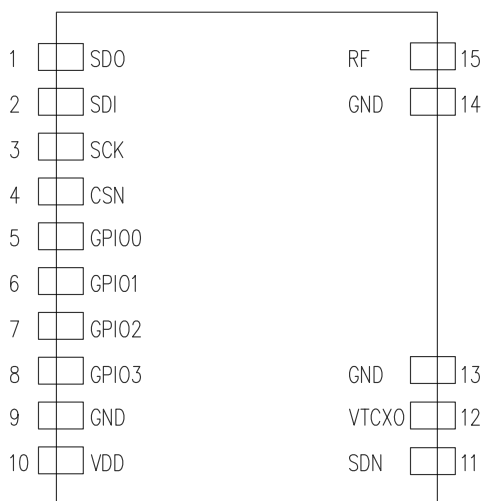 1 SDO RF 15
2 SDI GND 14
3 SCK
4 CSN
5 GPIO0
6 GPIO1
7 GPIO2
8 GPIO3 GND 13
9 GND VTCXO 12
10 VDD SDN 11